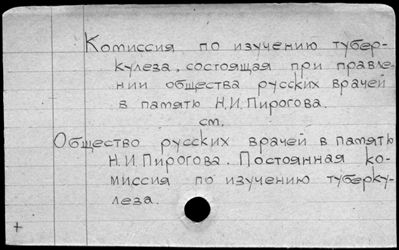 Комиссия по изучению тубер-
кулеза, состоящая при правле-
нии общества русских врачей
в память Н.И.Пирогова.
см.
Общество русских врачей в память
Н.И.Пирогова. Постоянная ко-
миссия по изучению туберку-
леза.
+